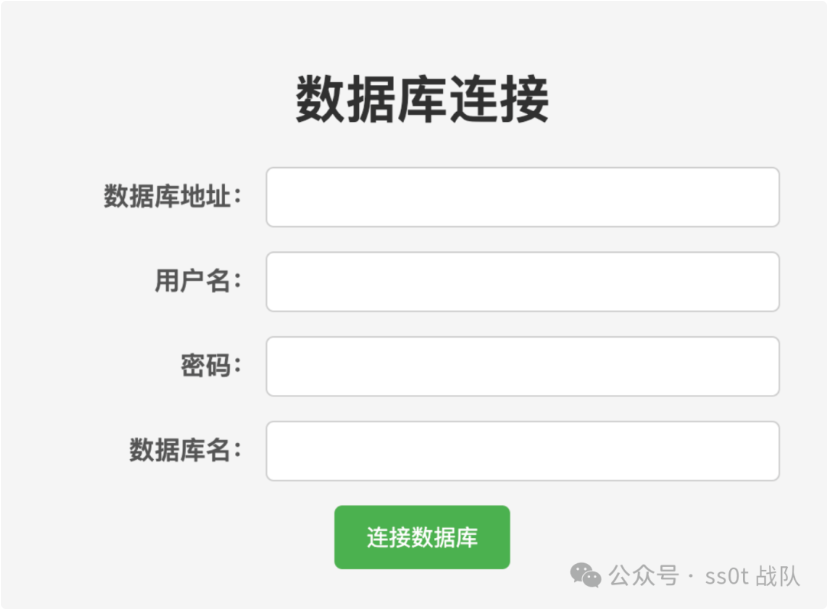 数据库连接
数据库地址：
用户名：
密码：
数据库名：
连接数据库
公众号 · ss0t 战队